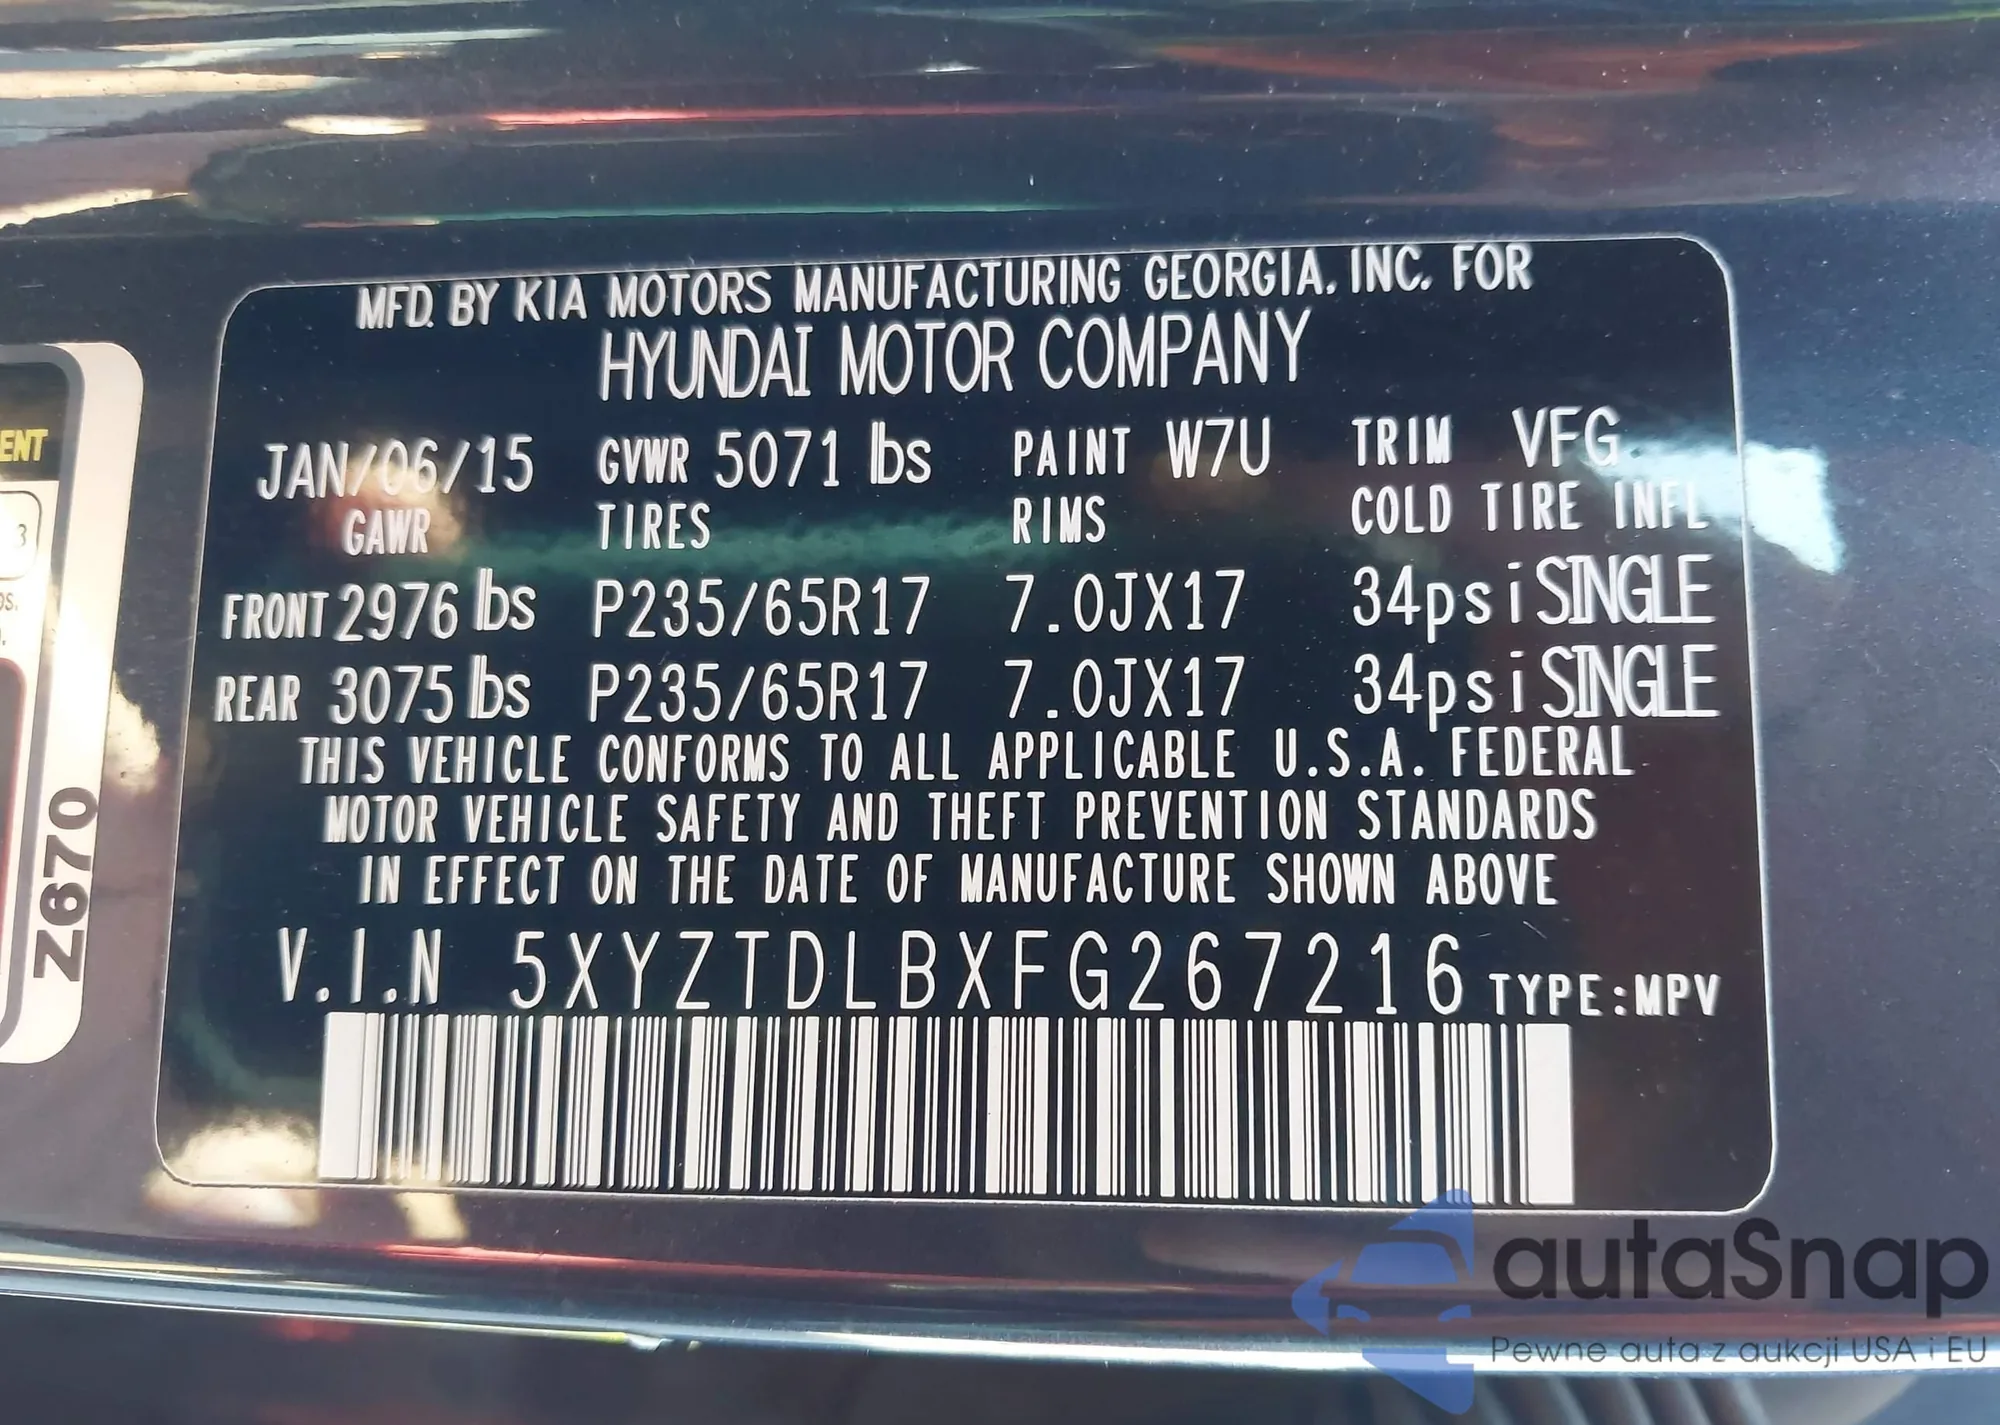 MFD. BY KIA MOTORS MANUFACTURING GEORGIA. INC. FOR
HYUNDAI MOTOR COMPANY
JAN/06/15 GVWR 5071 lbs PAINT W7U TRIM VFG
GAWR TIRES RIMS COLD TIRE INFL
FRONT 2976 lbs P235/65R17 7.0JX17 34psi SINGLE
REAR 3075 lbs P235/65R17 7.0JX17 34psi SINGLE
THIS VEHICLE CONFORMS TO ALL APPLICABLE U.S.A. FEDERAL
MOTOR VEHICLE SAFETY AND THEFT PREVENTION STANDARDS
IN EFFECT ON THE DATE OF MANUFACTURE SHOWN ABOVE
V.I.N 5XYZTDLBXFG267216 TYPE:MPV
ENT
3
Z670
autaSnap
Pewne auta z aukcji USA i EU